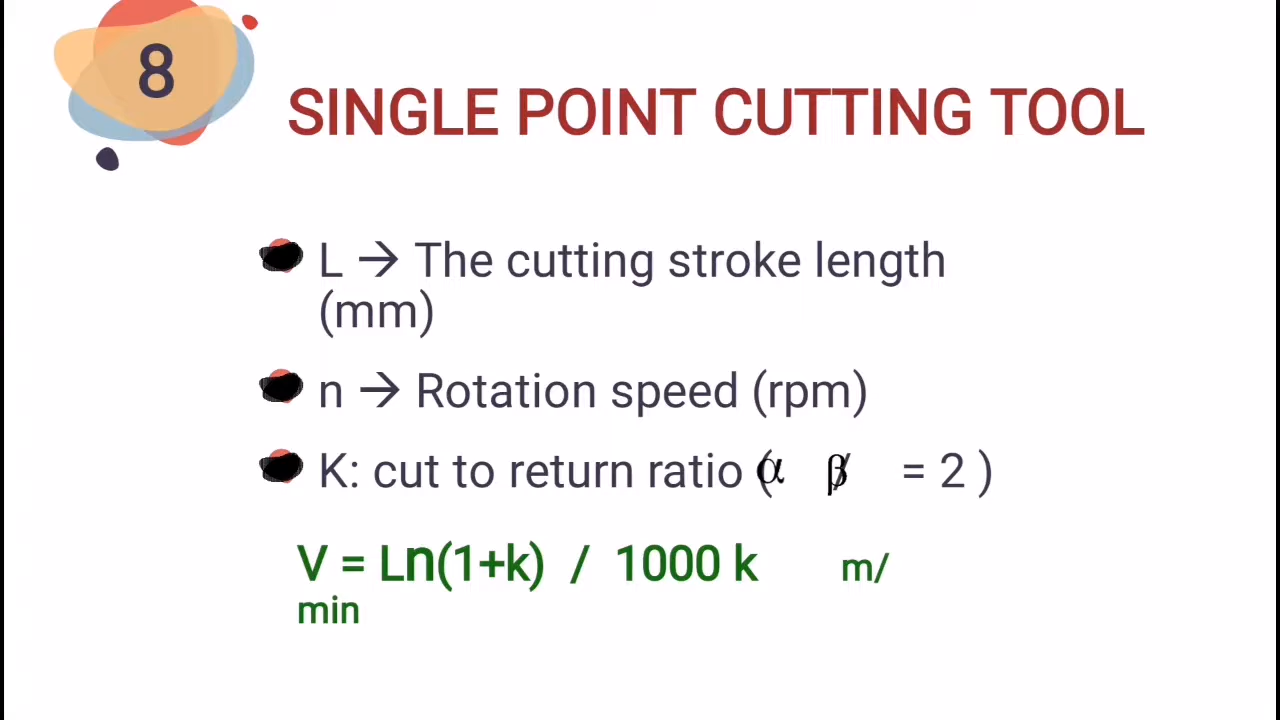 8
SINGLE POINT CUTTING TOOL
L → The cutting stroke length
(mm)
n → Rotation speed (rpm)
K: cut to return ratio (α / β = 2 )
V = Ln(1+k) / 1000 k m/
min